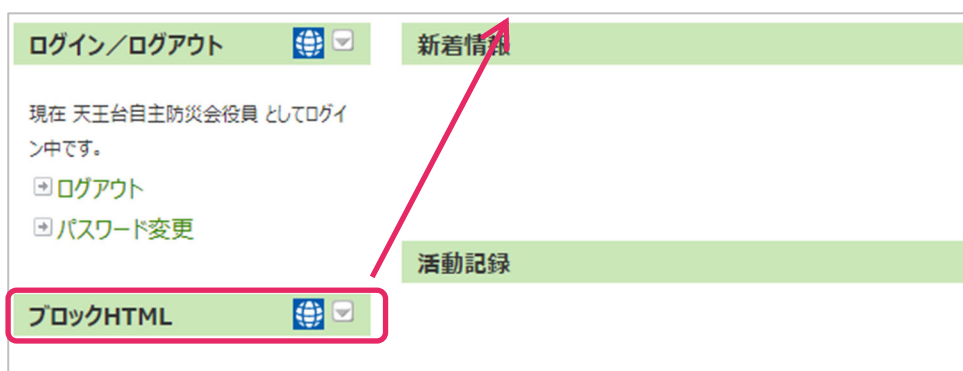 ログイン／ログアウト
現在 天王台自主防災会役員 としてログイ
ン中です。
ログアウト
パスワード変更
ブロックHTML
新着情報
活動記録